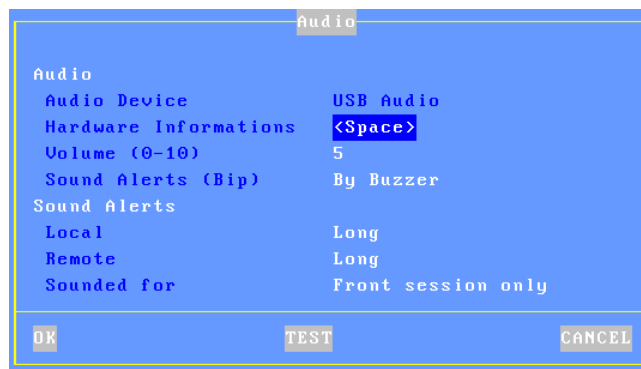 Audio
Audio
Audio Device USB Audio
Hardware Informations <Space>
Volume (0-10) 5
Sound Alerts (Bip) By Buzzer
Sound Alerts
Local Long
Remote Long
Sounded for Front session only
OK TEST CANCEL